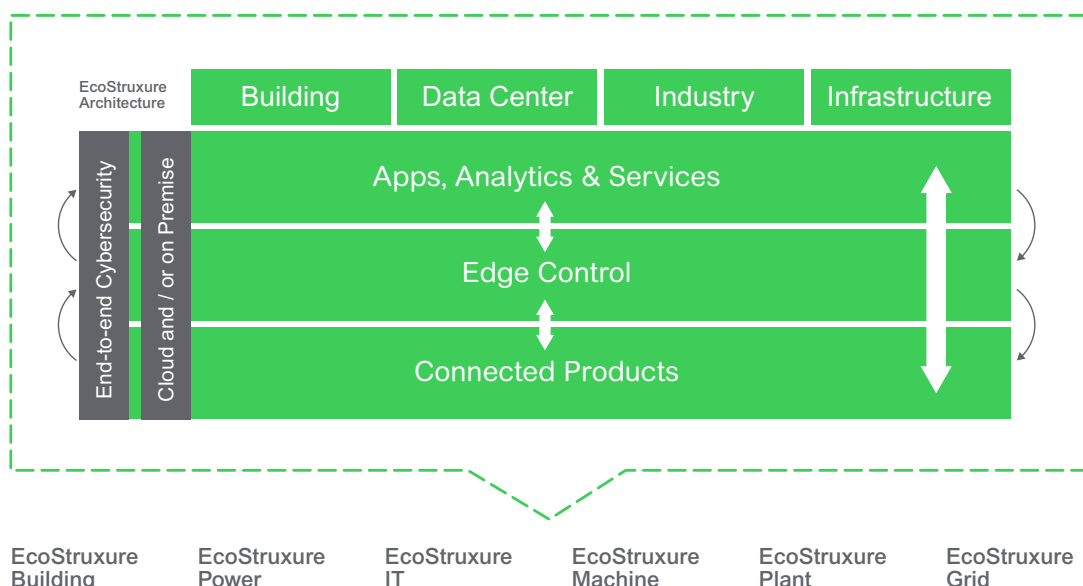 EcoStruxure
Architecture
Building
Data Center
Industry
Infrastructure
End-to-end Cybersecurity
Cloud and / or on Premise
Apps, Analytics & Services
Edge Control
Connected Products
EcoStruxure
Building
EcoStruxure
Power
EcoStruxure
IT
EcoStruxure
Machine
EcoStruxure
Plant
EcoStruxure
Grid